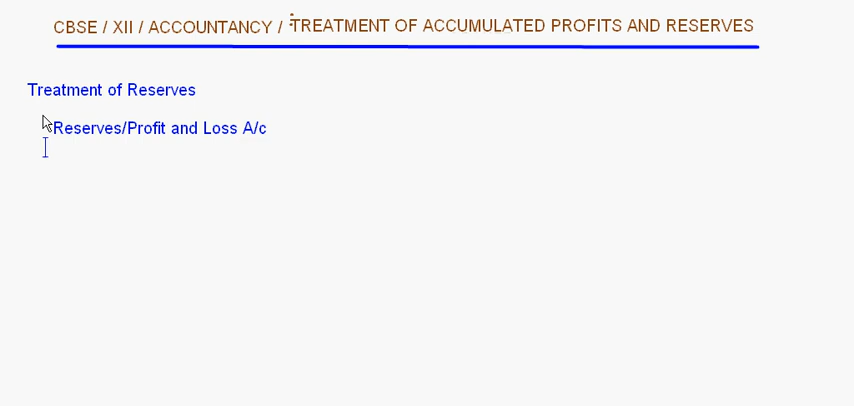 CBSE / XII / ACCOUNTANCY / TREATMENT OF ACCUMULATED PROFITS AND RESERVES
Treatment of Reserves
Reserves/Profit and Loss A/c